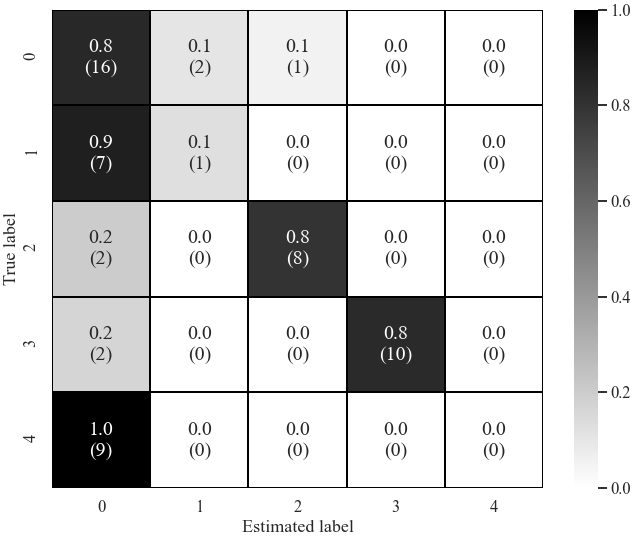 0.8 0.1 0.1 0.0 0.0
(16) (2) (1) (0) (0)
0.9 0.1 0.0 0.0 0.0
(7) (1) (0) (0) (0)
0.2 0.0 0.8 0.0 0.0
(2) (0) (8) (0) (0)
0.2 0.0 0.0 0.8 0.0
(2) (0) (0) (10) (0)
1.0 0.0 0.0 0.0 0.0
(9) (0) (0) (0) (0)
0
1
2
3
4
True label
0 1 2 3 4
Estimated label
1.0
0.8
0.6
0.4
0.2
0.0